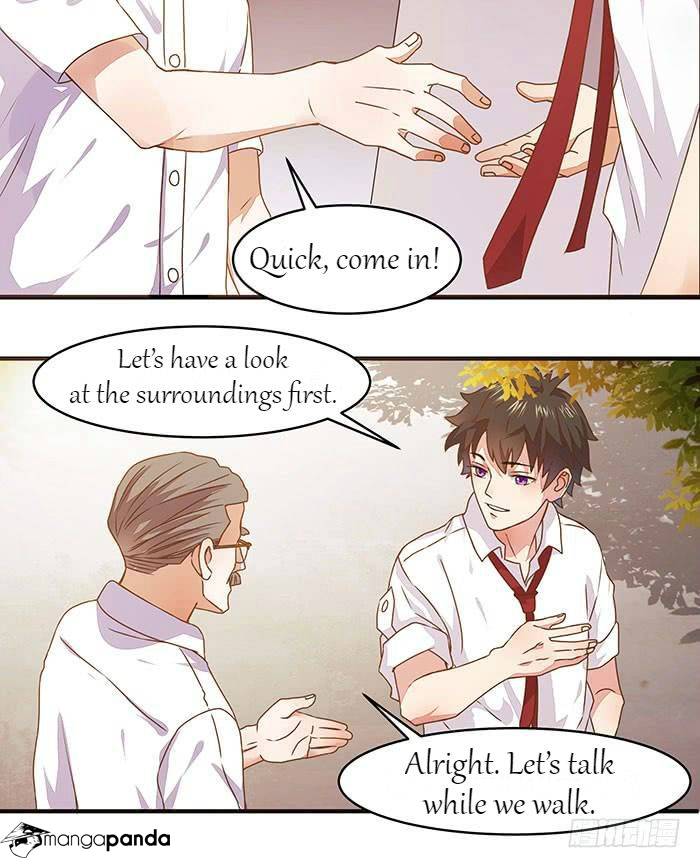 Quick, come in!
Let's have a look
at the surroundings first.
Alright. Let's talk
while we walk.
mangapanda